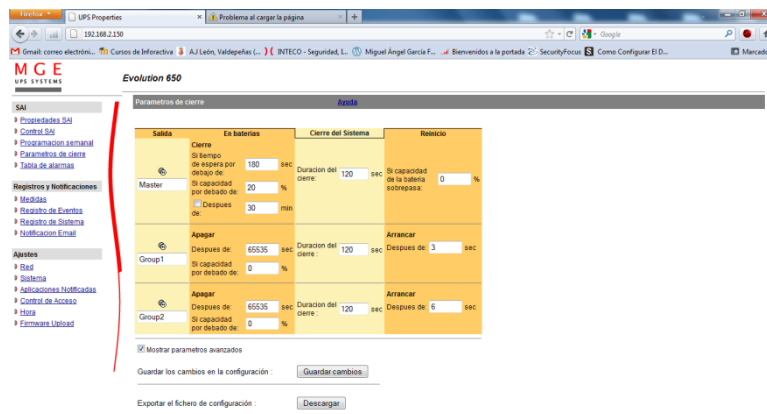 Firefox
UPS Properties
Problema al cargar la página
192.168.2.150
Google
Gmail: correo electróni...
Cursos de Inforactiva
A.J León, Valdepeñas (...
INTECO - Seguridad, I...
Miguel Ángel García F...
Bienvenidos a la portada
SecurityFocus
Como Configurar El D...
Marcado
MGE
UPS SYSTEMS
Evolution 650
SAI
Propiedades SAI
Control SAI
Programacion semanal
Parametros de cierre
Tabla de alarmas
Registros y Notificaciones
Medidas
Registro de Eventos
Registro de Sistema
Notificacion Email
Ajustes
Red
Sistema
Aplicaciones Notificadas
Control de Acceso
Hora
Firmware Upload
Parametros de cierre
Ayuda
Salida En baterias Cierre del Sistema Reinicio
Master
Cierre
Si tiempo de espera por debajo de: 180 sec
Si capacidad por debado de: 20 %
Despues de: 30 min
Duracion del cierre: 120 sec
Si capacidad de la bateria sobrepasa: 0 %
Group1
Apagar
Despues de: 65535 sec
Si capacidad por debado de: 0 %
Duracion del cierre : 120 sec
Arrancar
Despues de: 3 sec
Group2
Apagar
Despues de: 65535 sec
Si capacidad por debado de: 0 %
Duracion del cierre : 120 sec
Arrancar
Despues de: 6 sec
Mostrar parametros avanzados
Guardar los cambios en la configuración : Guardar cambios
Exportar el fichero de configuración : Descargar